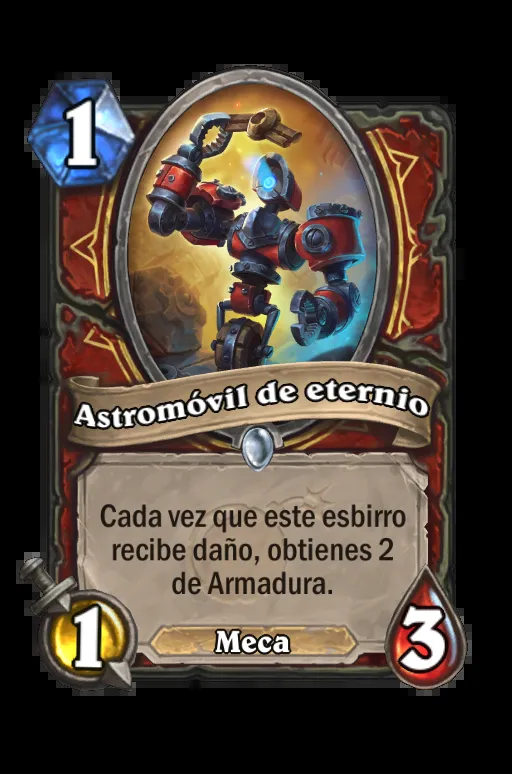 1
Astromóvil de eternio
Cada vez que este esbirro
recibe daño, obtienes 2
de Armadura.
1
Meca
3